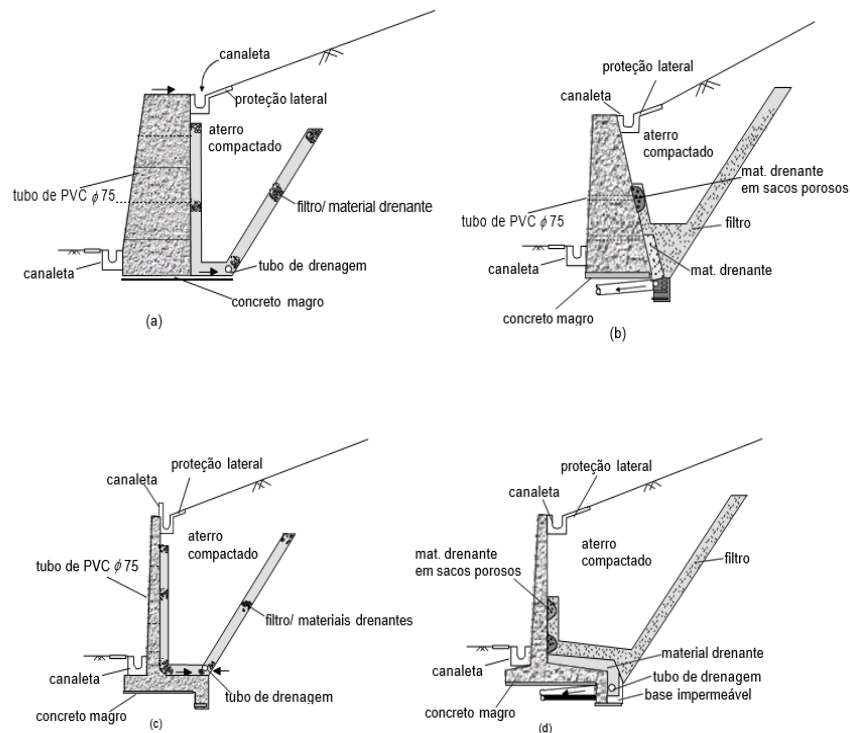 canaleta
proteção lateral
aterro
compactado
tubo de PVC ϕ 75
filtro/ material drenante
canaleta
tubo de drenagem
concreto magro
(a)
proteção lateral
canaleta
aterro
compactado
mat. drenante
em sacos porosos
tubo de PVC ϕ 75
filtro
canaleta
mat. drenante
concreto magro
(b)
proteção lateral
canaleta
aterro
compactado
tubo de PVC ϕ 75
filtro/ materiais drenantes
canaleta
tubo de drenagem
concreto magro
(c)
proteção lateral
canaleta
aterro
compactado
mat. drenante
em sacos porosos
filtro
material drenante
canaleta
tubo de drenagem
base impermeável
concreto magro
(d)